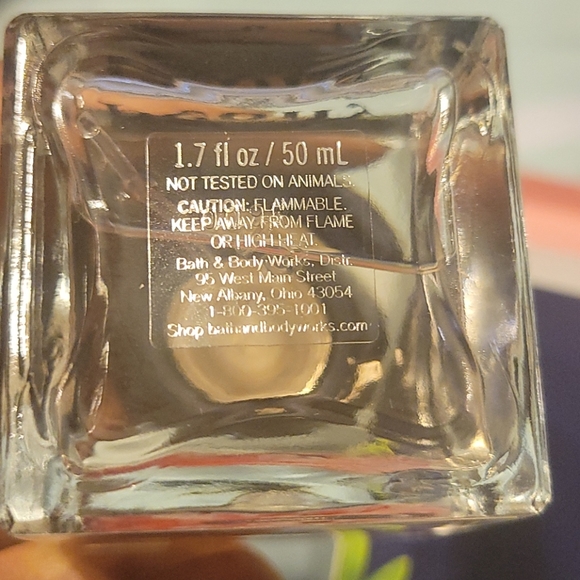 1.7 fl oz / 50 mL
NOT TESTED ON ANIMALS.
CAUTION: FLAMMABLE.
KEEP AWAY FROM FLAME
OR HIGH HEAT.
Bath & Body Works, Distr.
95 West Main Street
New Albany, Ohio 43054
1-800-395-1001
Shop bathandbodyworks.com